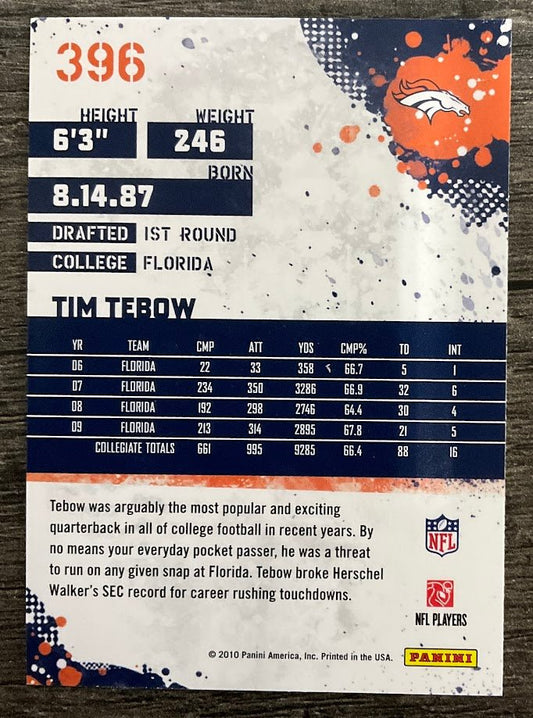 396
HEIGHT WEIGHT
6'3" 246
BORN
8.14.87
DRAFTED 1ST ROUND
COLLEGE FLORIDA
TIM TEBOW
YR TEAM CMP ATT YDS CMP% TD INT
06 FLORIDA 22 33 358 66.7 5 1
07 FLORIDA 234 350 3286 66.9 32 6
08 FLORIDA 192 298 2746 64.4 30 4
09 FLORIDA 213 314 2895 67.8 21 5
COLLEGIATE TOTALS 661 995 9285 66.4 88 16
Tebow was arguably the most popular and exciting
quarterback in all of college football in recent years. By
no means your everyday pocket passer, he was a threat
to run on any given snap at Florida. Tebow broke Herschel
Walker's SEC record for career rushing touchdowns.
NFL
NFL PLAYERS
© 2010 Panini America, Inc. Printed in the USA. PANINI